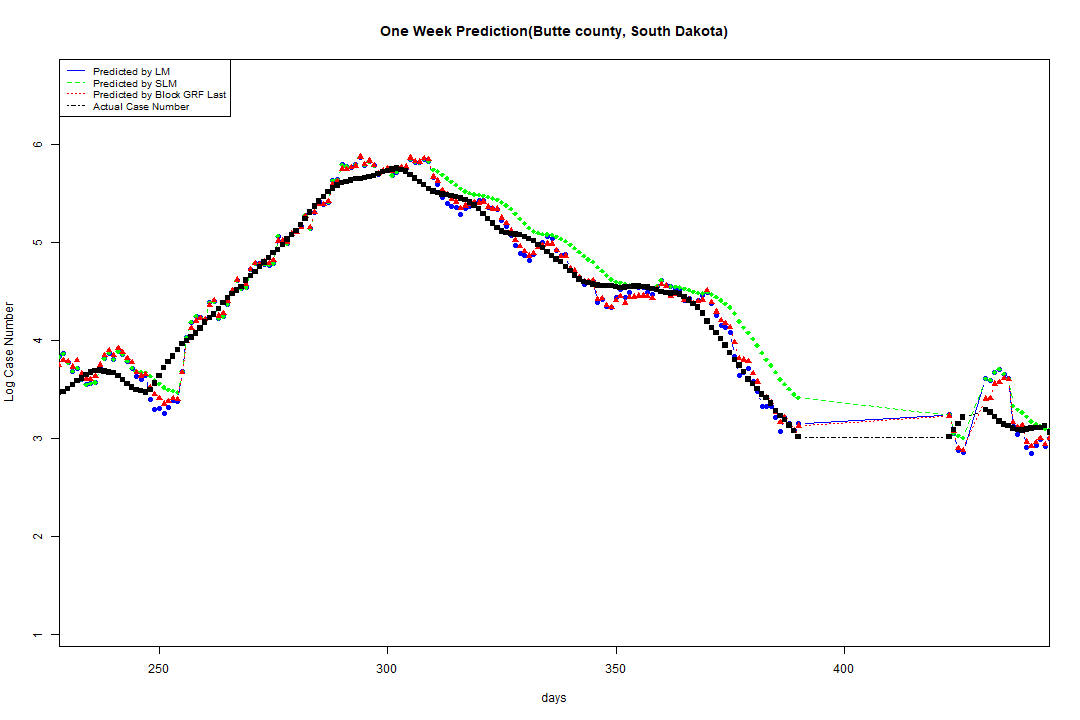 One Week Prediction(Butte county, South Dakota)
Predicted by LM
Predicted by SLM
Predicted by Block GRF Last
Actual Case Number
6
5
4
3
2
1
Log Case Number
250 300 350 400
days